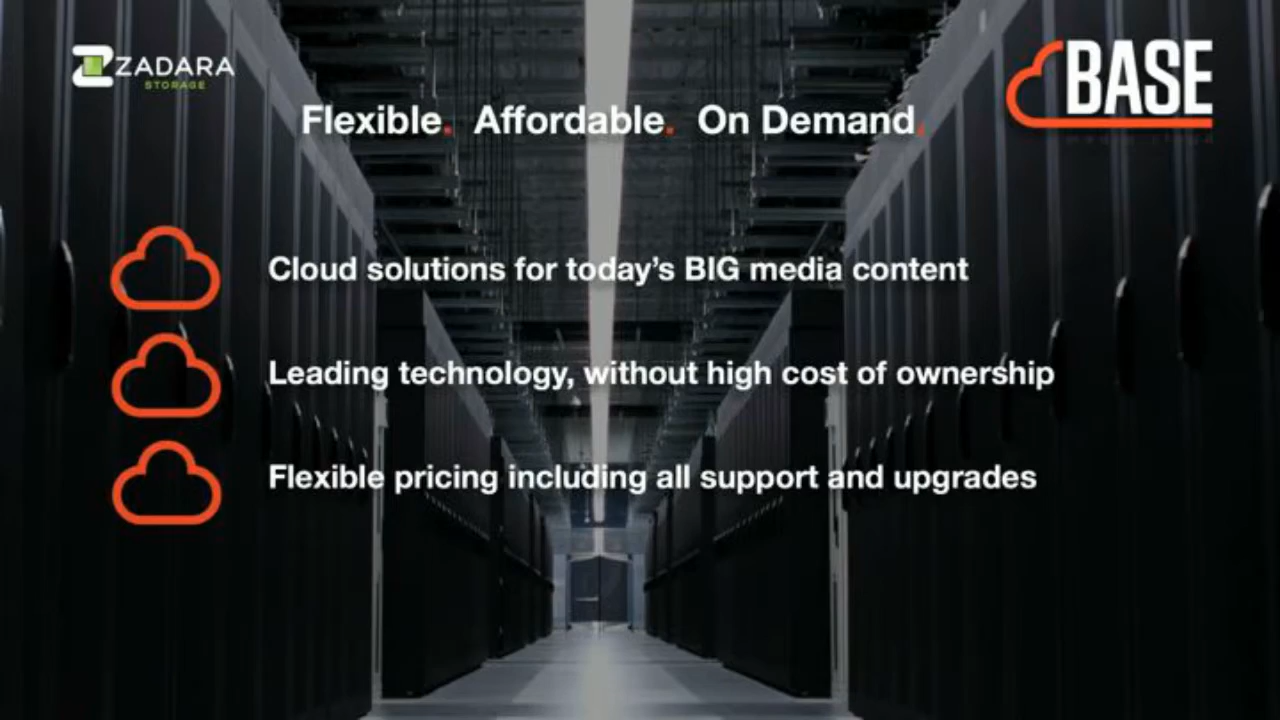 ZADARA
STORAGE
BASE
Flexible. Affordable. On Demand.
Cloud solutions for today's BIG media content
Leading technology, without high cost of ownership
Flexible pricing including all support and upgrades